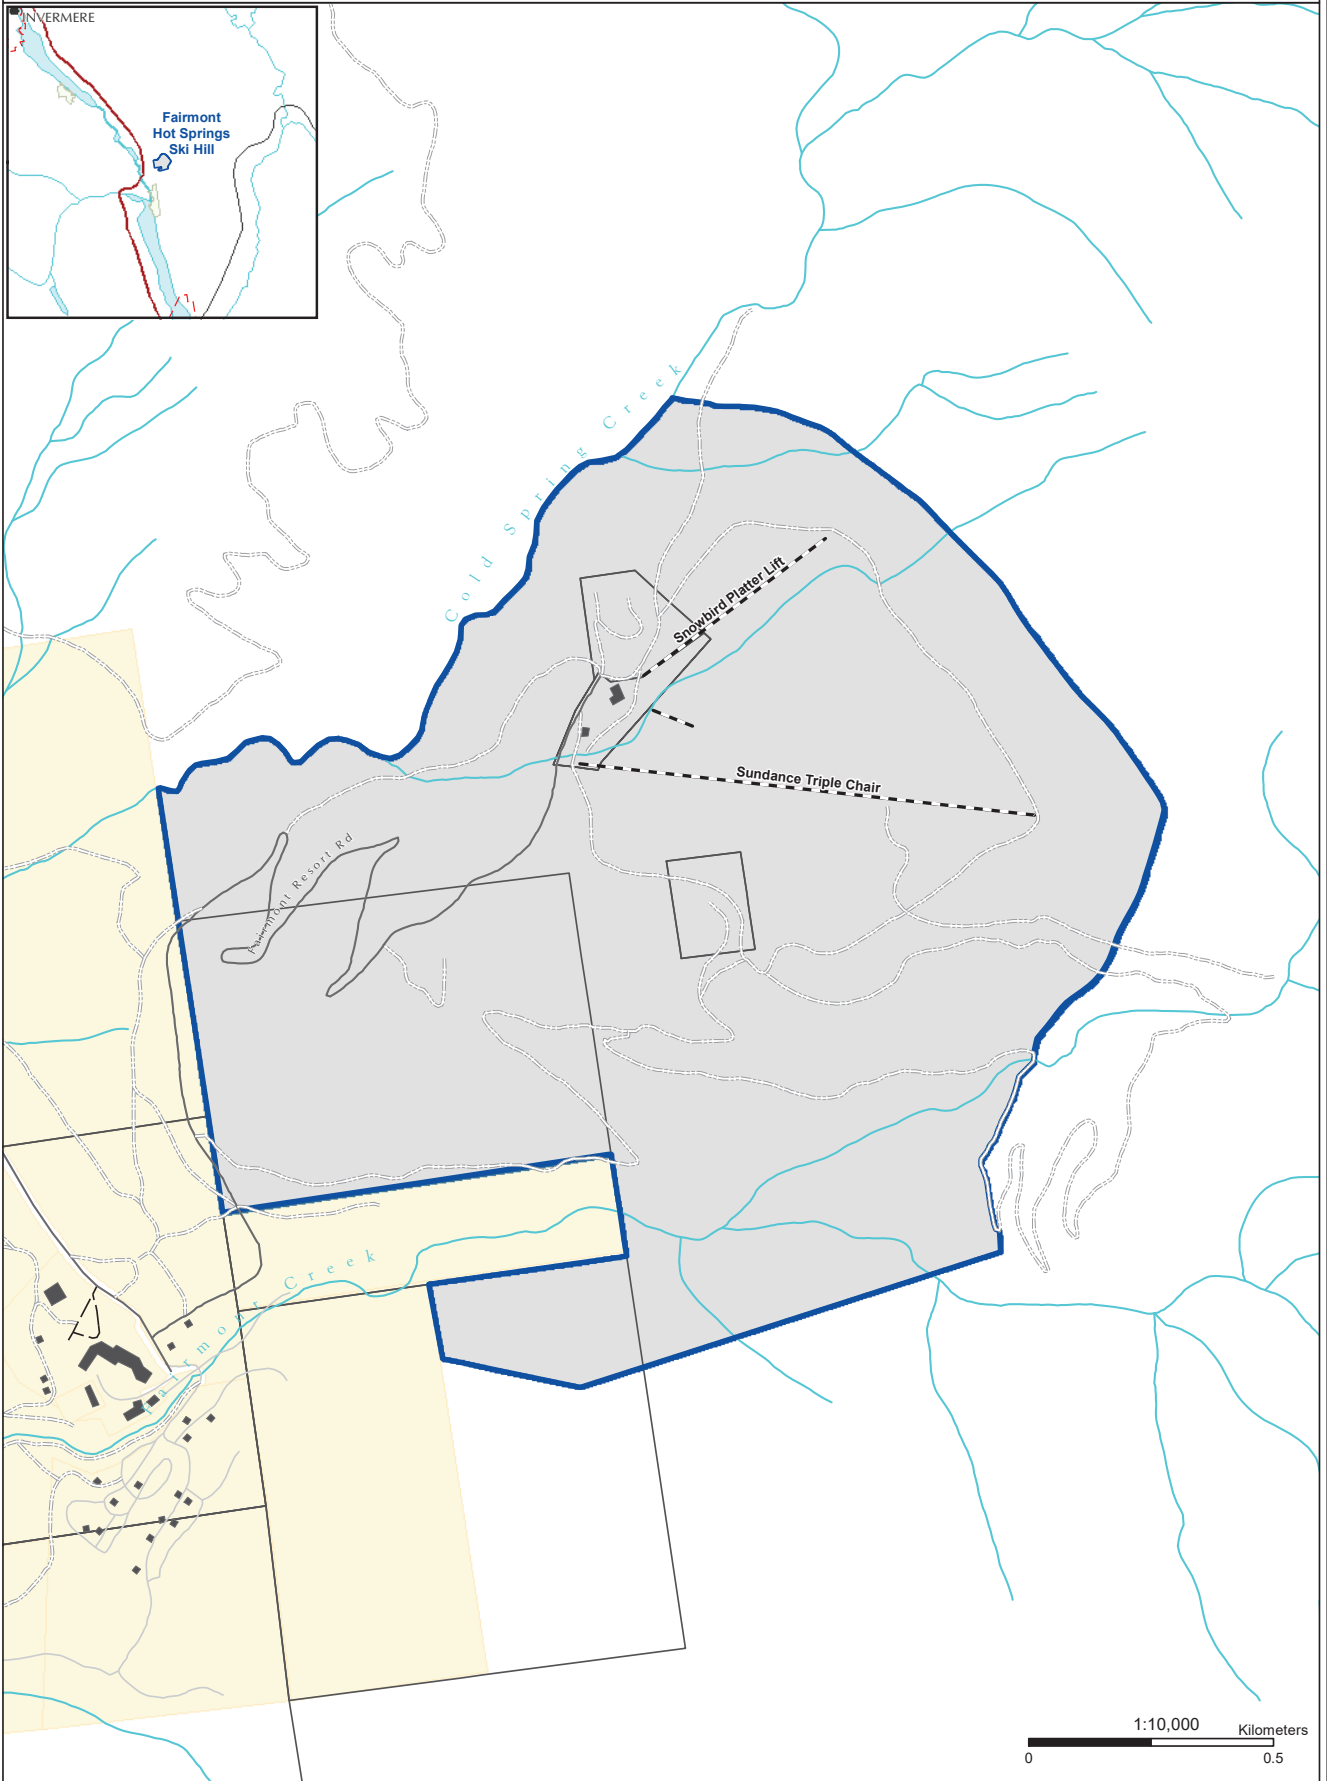 INVERMERE
Fairmont
Hot Springs
Ski Hill
Cold Spring Creek
Snowbird Platter Lift
Sundance Triple Chair
Fairmont Resort Rd
Fairmont Creek
1:10,000
Kilometers
0 0.5